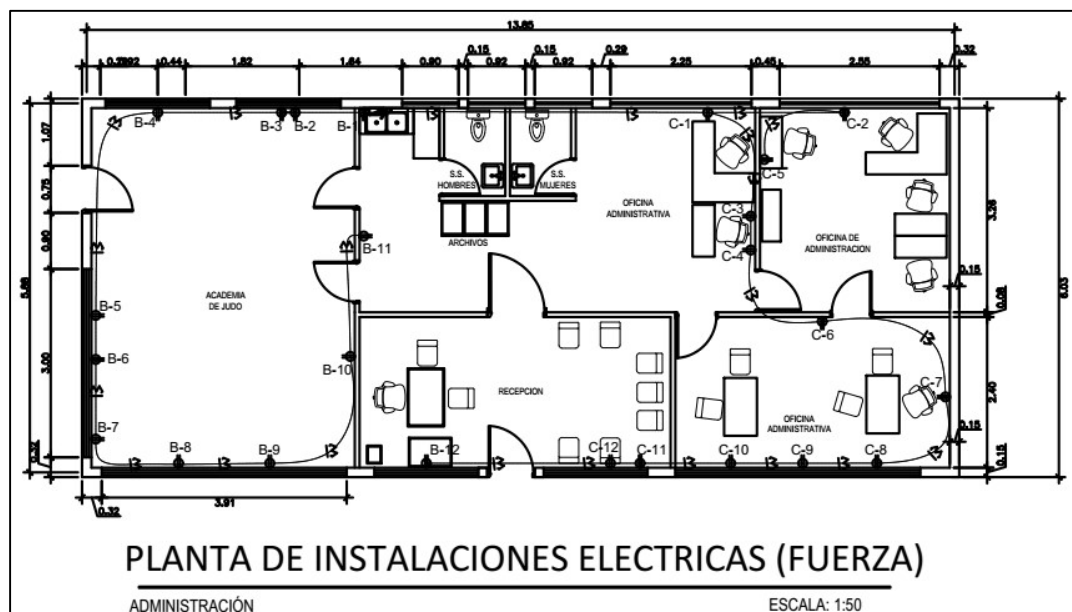 13.65
0.15 0.15 0.29 0.32
0.44 1.62 1.64 0.90 0.92 0.92 2.25 0.45 2.55
B-4 B-3 B-2 B-1 C-1 C-2
1.07
0.75
0.90
5.88
3.00
0.32
S.S.
HOMBRES
S.S.
MUJERES
C-5
OFICINA
ADMINISTRATIVA
C-3
3.26
ARCHIVOS
B-11
C-4
OFICINA DE
ADMINISTRACION
0.15
6.03
0.08
ACADEMIA
DE JUDO
B-5
C-6
B-6
B-10
RECEPCION
C-7
2.40
OFICINA
ADMINISTRATIVA
B-7
0.15
B-8 B-9 B-12 C-12 C-11 C-10 C-9 C-8
0.15
3.91
0.32
PLANTA DE INSTALACIONES ELECTRICAS (FUERZA)
ADMINISTRACIÓN ESCALA: 1:50